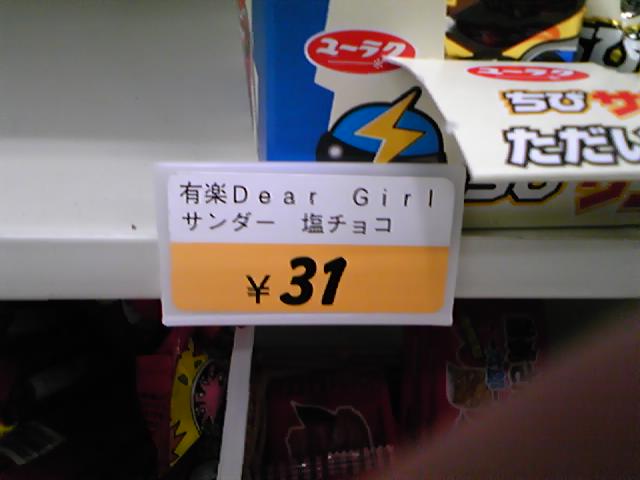 ユーラク
ユーラク
ちび サ
ただい
有楽Dear Girl
サンダー 塩チョコ
¥31